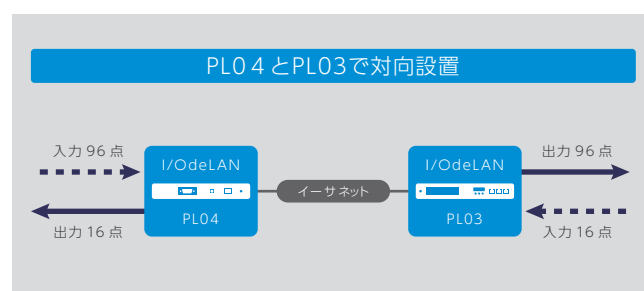 PL04とPL03で対向設置
入力 96 点
I/OdeLAN
I/OdeLAN
出力 96 点
イーサネット
出力 16 点
PL04
PL03
入力 16 点